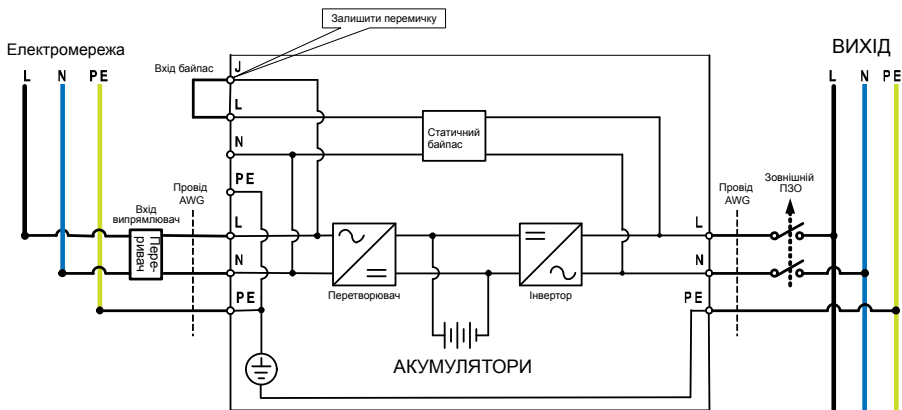 Залишити перемичку
Електромережа
ВИХІД
L N PE
Вхід байпас
J
L
N
PE
Статичний
байпас
L N PE
Провід
AWG
Вхід
випрямлювач
Пере-
ривач
L
N
PE
Перетворювач
Інвертор
АКУМУЛЯТОРИ
L
N
PE
Провід
AWG
Зовнішній
ПЗО